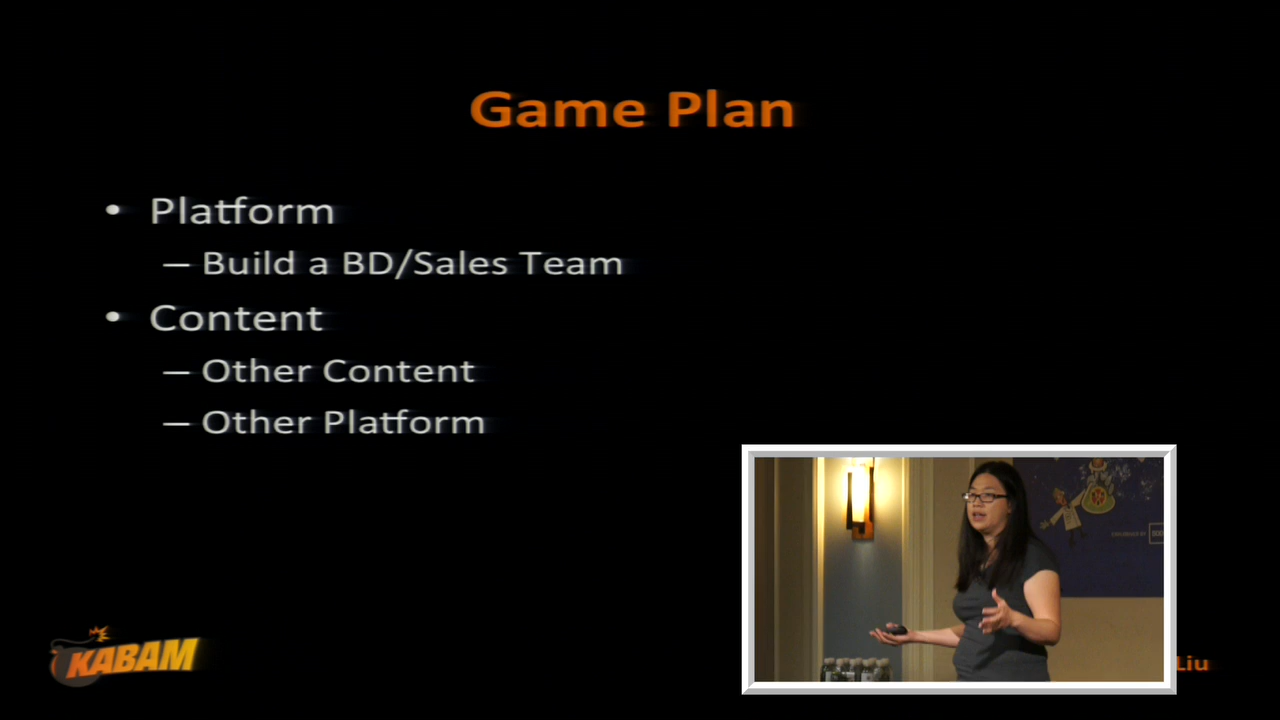 Game Plan
• Platform
– Build a BD/Sales Team
• Content
– Other Content
– Other Platform
KABAM
Liu